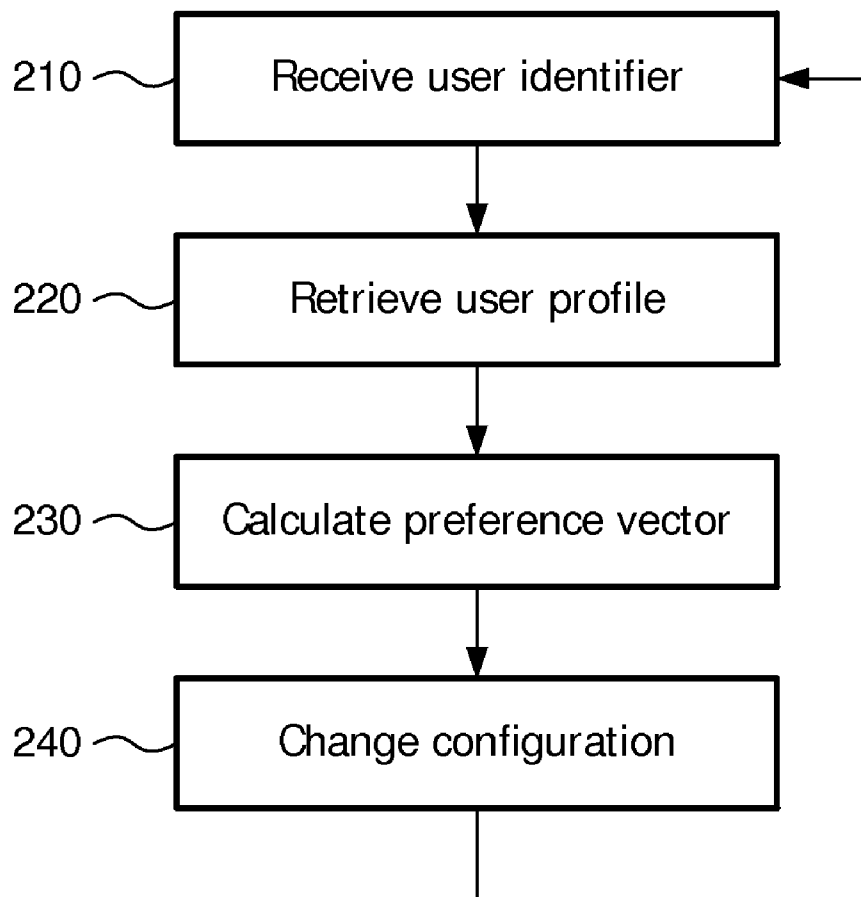 210 Receive user identifier
220 Retrieve user profile
230 Calculate preference vector
240 Change configuration